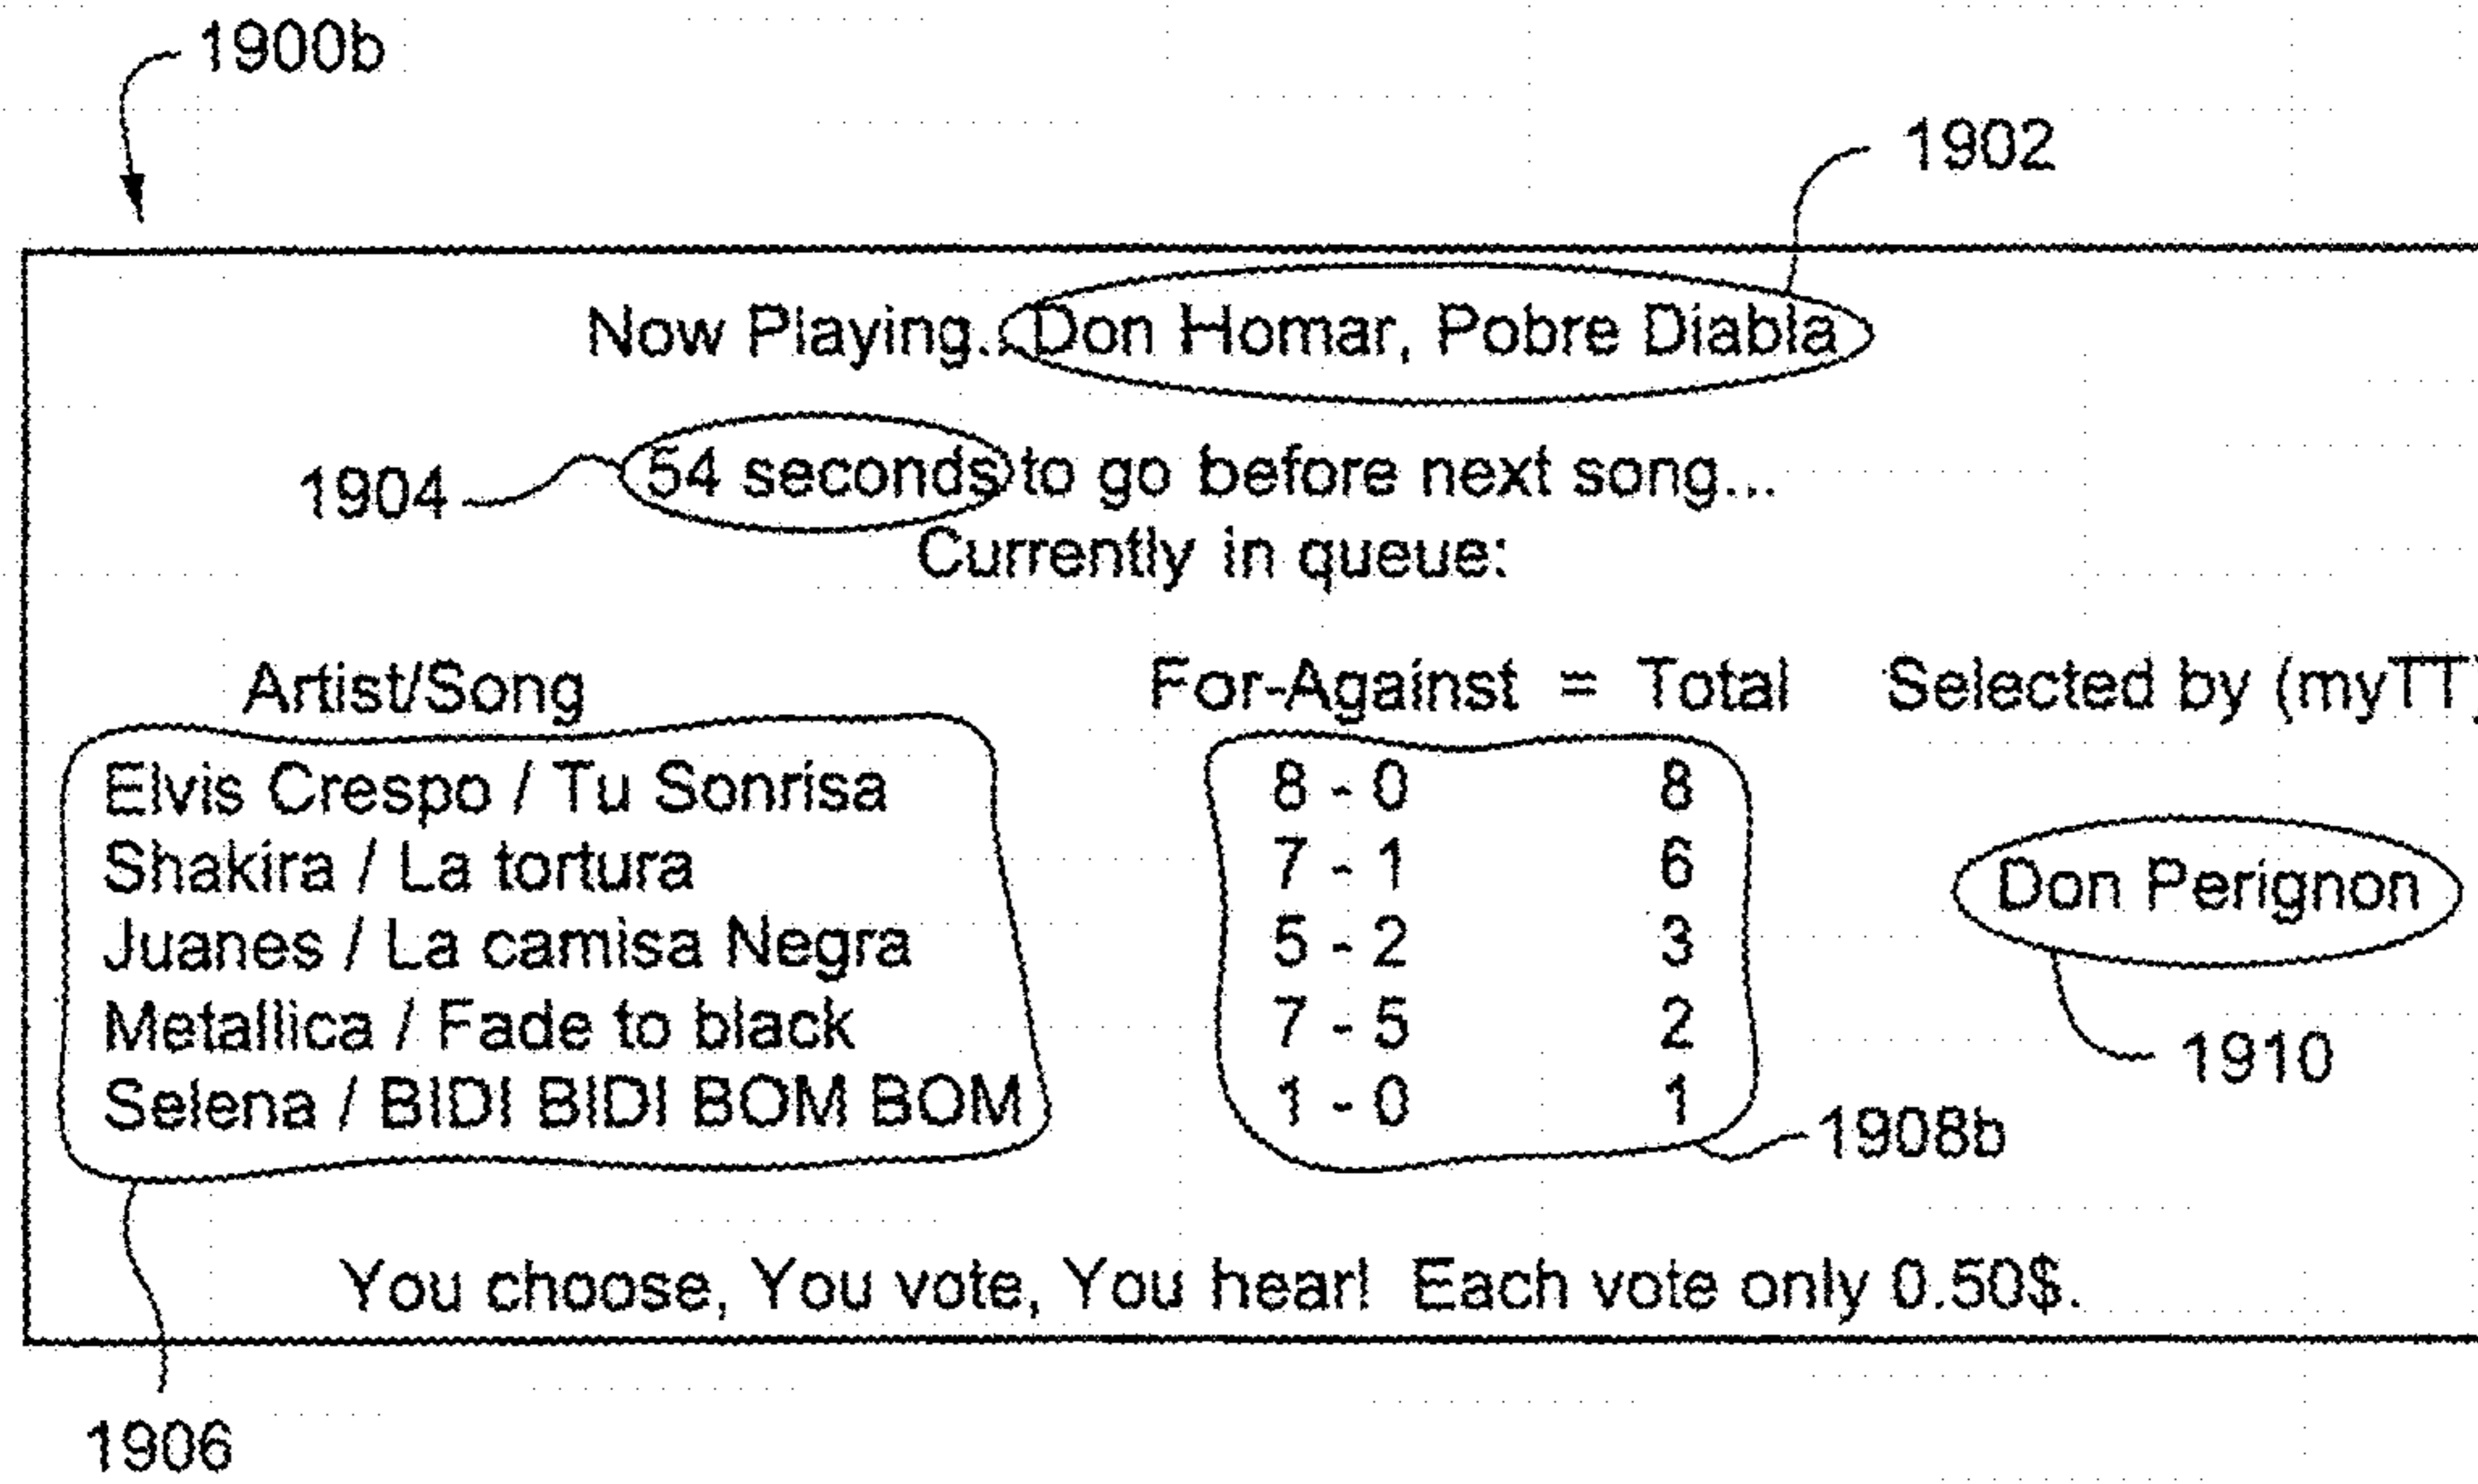 1900b
1902
Now Playing... Don Homar, Pobre Diabla
1904 54 seconds to go before next song...
Currently in queue:
Artist/Song For-Against = Total Selected by (myTT)
Elvis Crespo / Tu Sonrisa 8 - 0 8
Shakira / La tortura 7 - 1 6 Don Perignon
Juanes / La camisa Negra 5 - 2 3
Metallica / Fade to black 7 - 5 2 1910
Selena / BIDI BIDI BOM BOM 1 - 0 1 1908b
You choose, You vote, You hear! Each vote only 0.50$.
1906